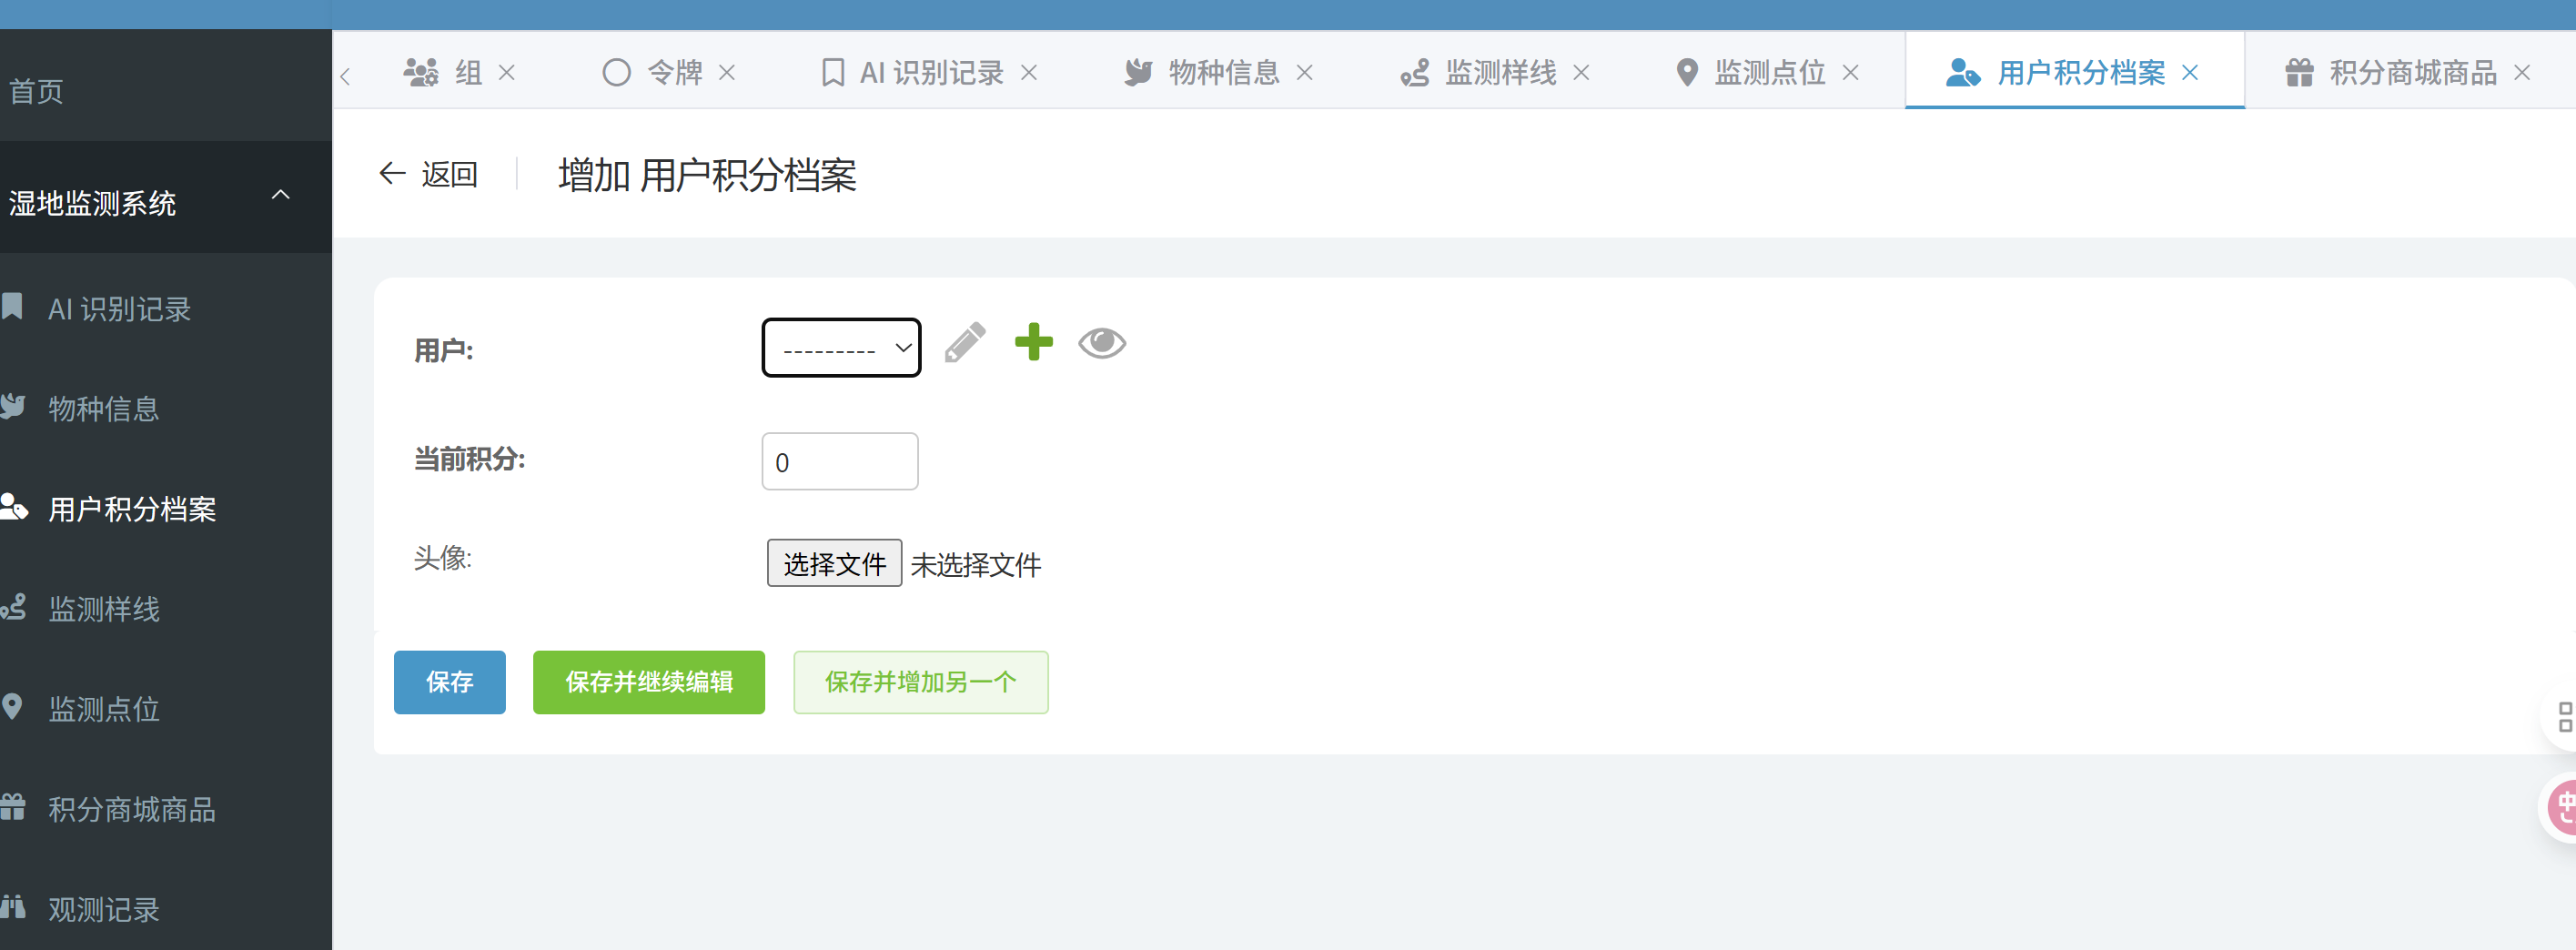 组 令牌 AI 识别记录 物种信息 监测样线 监测点位 用户积分档案 积分商城商品
首页
湿地监测系统
AI 识别记录
物种信息
用户积分档案
监测样线
监测点位
积分商城商品
观测记录
返回 增加 用户积分档案
用户: ---------
当前积分: 0
头像: 选择文件 未选择文件
保存 保存并继续编辑 保存并增加另一个